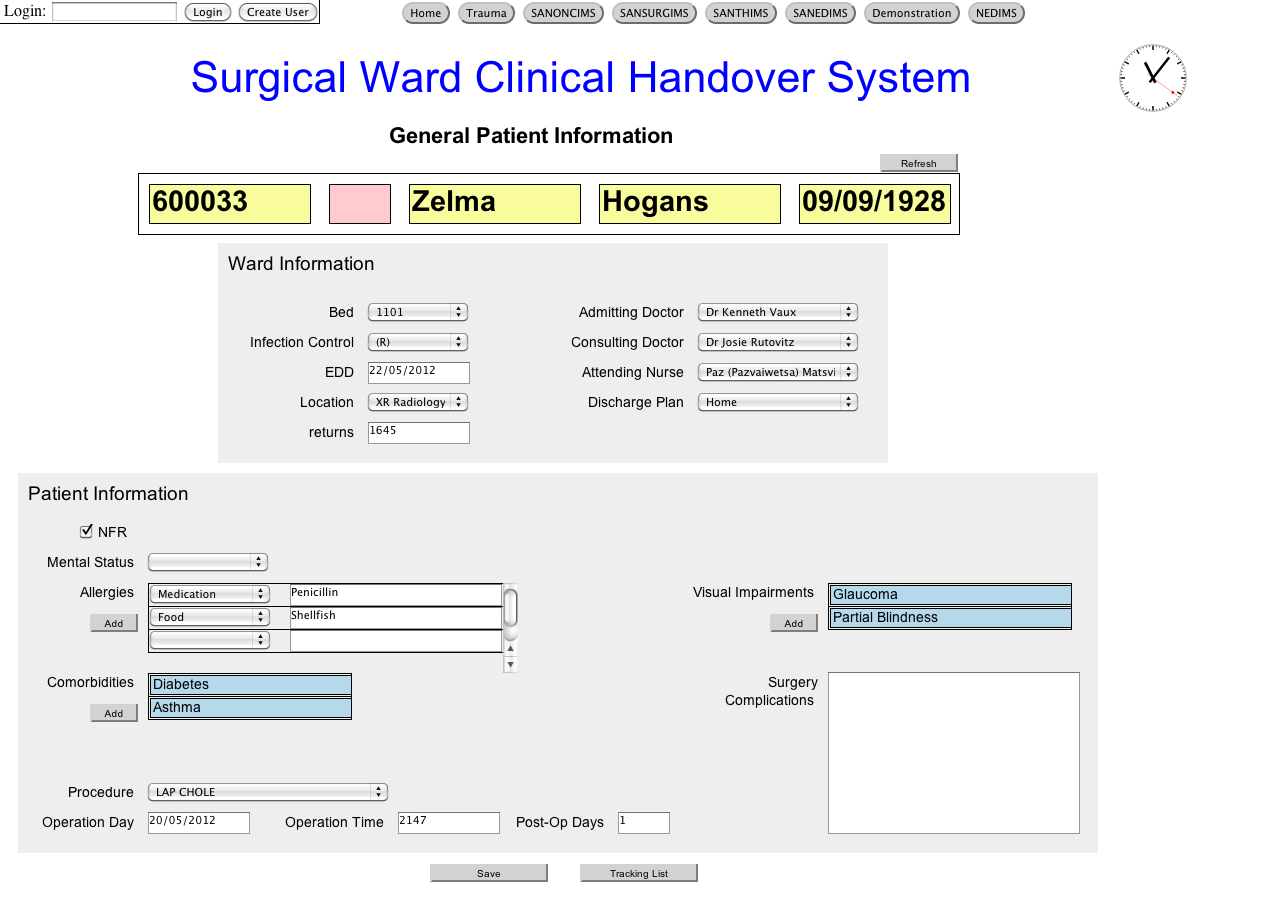 Login: Login Create User Home Trauma SANONCIMS SANSURGIMS SANTHIMS SANEDIMS Demonstration NEDIMS
Surgical Ward Clinical Handover System
General Patient Information
Refresh
600033 Zelma Hogans 09/09/1928
Ward Information
Bed 1101 Admitting Doctor Dr Kenneth Vaux
Infection Control (R) Consulting Doctor Dr Josie Rutovitz
EDD 22/05/2012 Attending Nurse Paz (Pazvaiwetsa) Matsvi
Location XR Radiology Discharge Plan Home
returns 1645
Patient Information
NFR
Mental Status
Allergies Medication Penicillin Visual Impairments Glaucoma
Add Food Shellfish Add Partial Blindness
Comorbidities Diabetes Surgery
Add Asthma Complications
Procedure LAP CHOLE
Operation Day 20/05/2012 Operation Time 2147 Post-Op Days 1
Save Tracking List